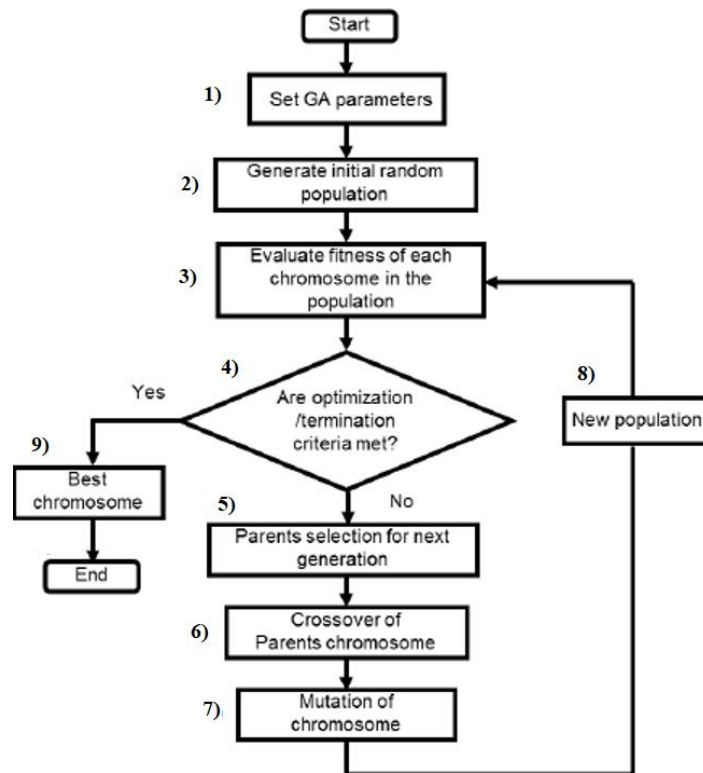 Start
1)
Set GA parameters
2)
Generate initial random
population
3)
Evaluate fitness of each
chromosome in the
population
4)
Yes
Are optimization
/termination
criteria met?
8)
New population
9)
Best
chromosome
No
5)
Parents selection for next
generation
End
6)
Crossover of
Parents chromosome
7)
Mutation of
chromosome